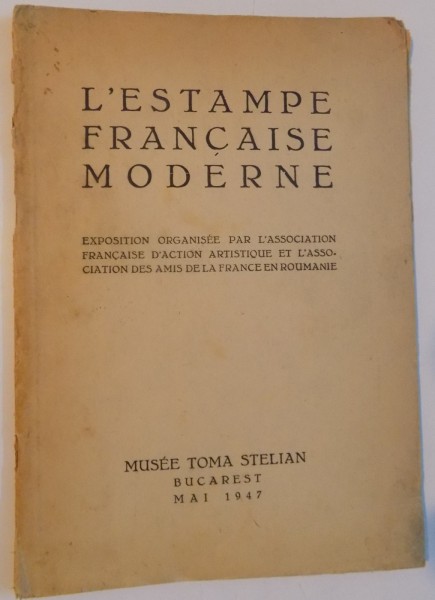 L'ESTAMPE
FRANÇAISE
MODERNE
EXPOSITION ORGANISÉE PAR L'ASSOCIATION
FRANÇAISE D'ACTION ARTISTIQUE ET L'ASSO-
CIATION DES AMIS DE LA FRANCE EN ROUMANIE
MUSÉE TOMA STELIAN
BUCAREST
MAI 1947